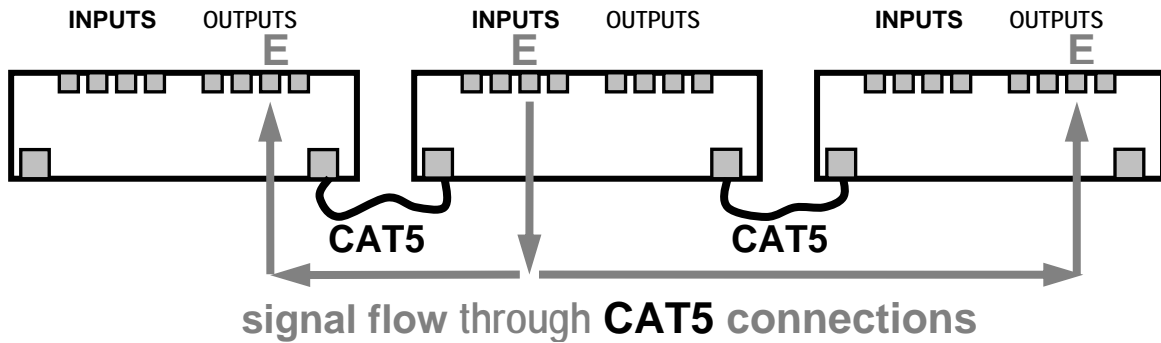 INPUTS OUTPUTS INPUTS OUTPUTS INPUTS OUTPUTS
E E E
CAT5 CAT5
signal flow through CAT5 connections